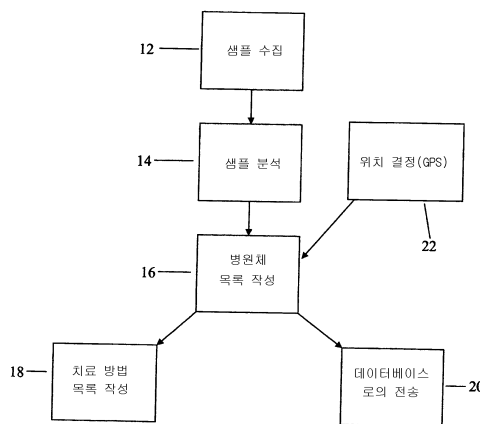 12
샘플 수집
14
샘플 분석
위치 결정(GPS)
22
16
병원체
목록 작성
18
치료 방법
목록 작성
데이터베이스
로의 전송
20